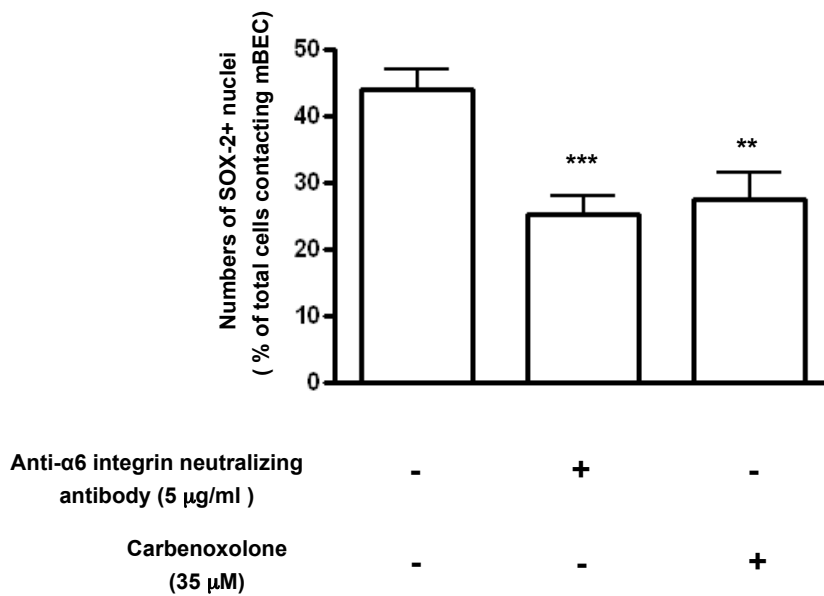 Numbers of SOX-2+ nuclei
( % of total cells contacting mBEC)
50
40
30
20
10
0
***
**
Anti-α6 integrin neutralizing
antibody (5 μg/ml )
- + -
Carbenoxolone
(35 μM)
- - +